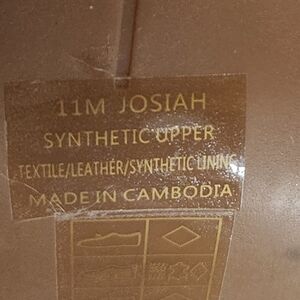 11M JOSIAH
SYNTHETIC UPPER
TEXTILE/LEATHER/SYNTHETIC LINING
MADE IN CAMBODIA